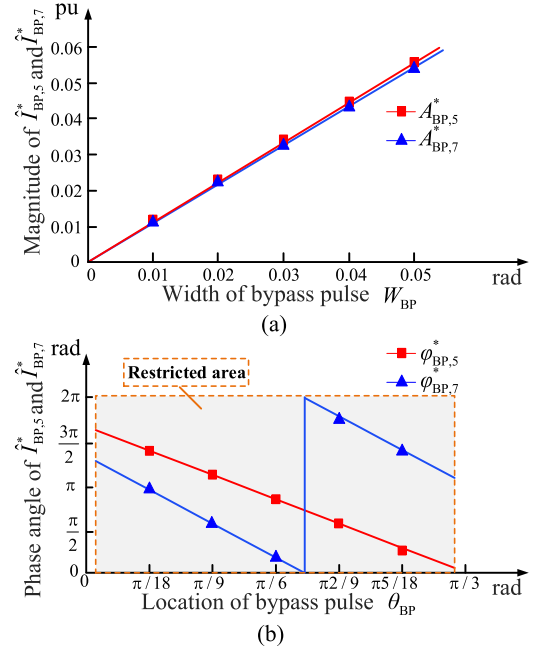 pu
0.06
0.05
0.04
0.03
0.02
0.01
0
Magnitude of Î*BP,5 and Î*BP,7
A*BP,5
A*BP,7
0 0.01 0.02 0.03 0.04 0.05 rad
Width of bypass pulse WBP
(a)
rad
2π
3π/2
π
π/2
0
Phase angle of Î*BP,5 and Î*BP,7
Restricted area
φ*BP,5
φ*BP,7
0 π/18 π/9 π/6 π2/9 π5/18 π/3 rad
Location of bypass pulse θBP
(b)